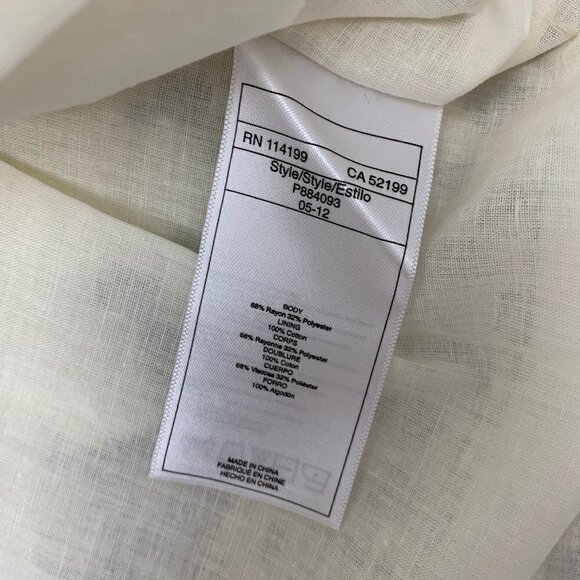 RN 114199 CA 52199
Style/Style/Estilo
P884093
05-12
BODY
68% Rayon 32% Polyester
LINING
100% Cotton
CORPS
68% Rayonne 32% Polyester
DOUBLURE
100% Coton
CUERPO
68% Viscose 32% Poliéster
FORRO
100% Algodón
MADE IN CHINA
FABRIQUÉ EN CHINE
HECHO EN CHINA